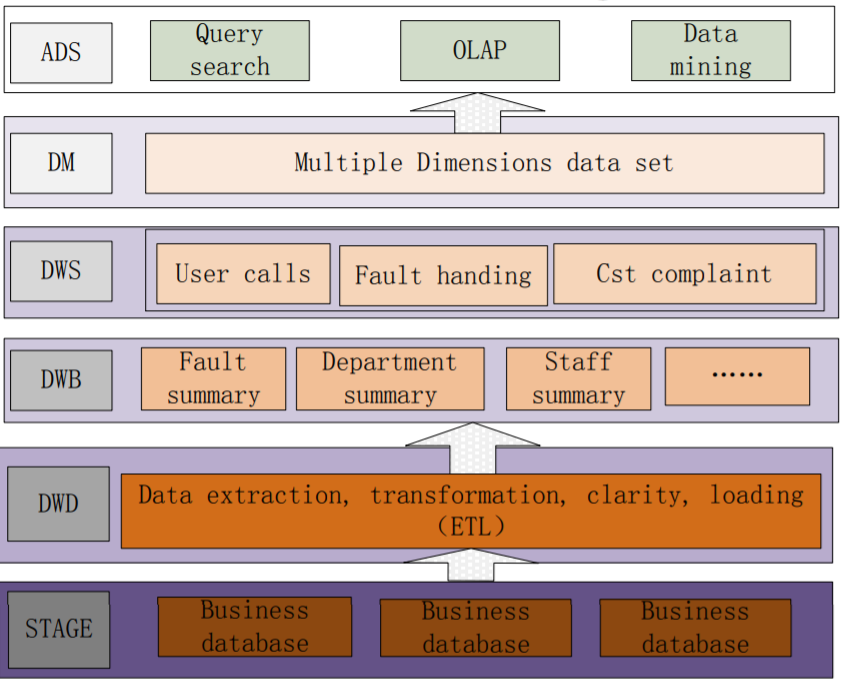 ADS
Query
search
OLAP
Data
mining
DM
Multiple Dimensions data set
DWS
User calls
Fault handing
Cst complaint
DWB
Fault
summary
Department
summary
Staff
summary
……
DWD
Data extraction, transformation, clarity, loading
（ETL）
STAGE
Business
database
Business
database
Business
database